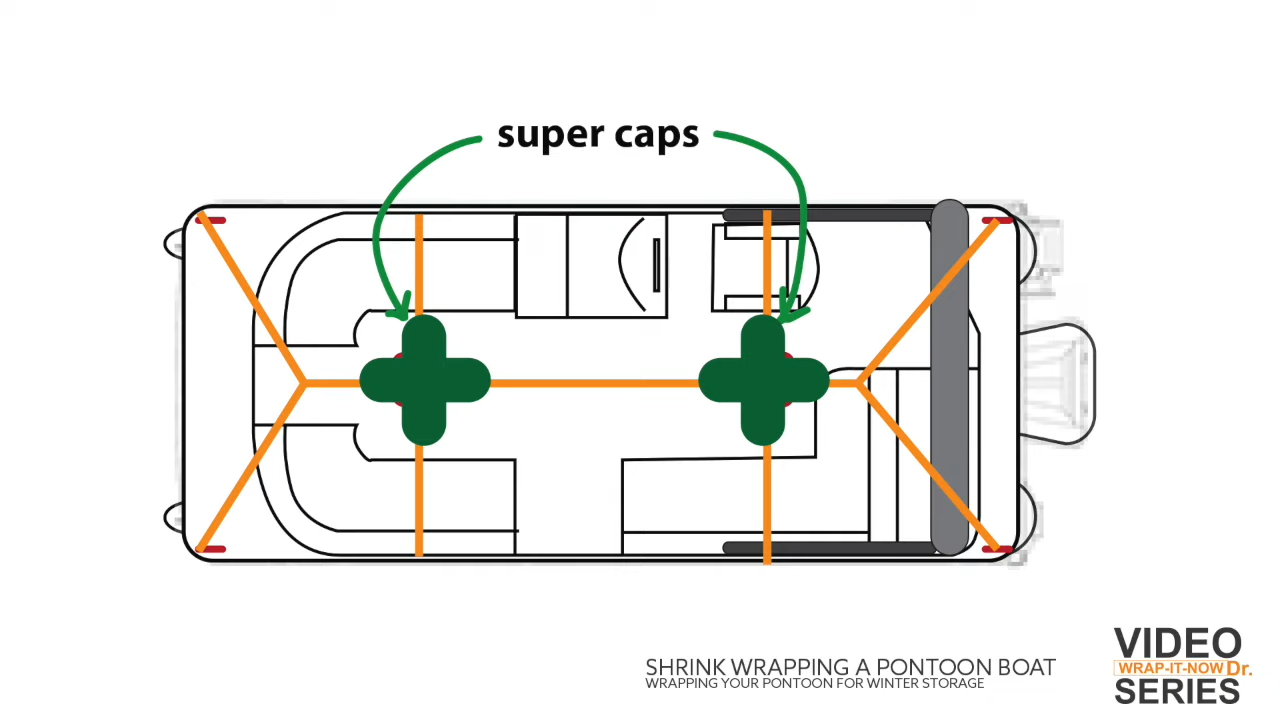 super caps
SHRINK WRAPPING A PONTOON BOAT
WRAPPING YOUR PONTOON FOR WINTER STORAGE
VIDEO
WRAP-IT-NOW Dr.
SERIES